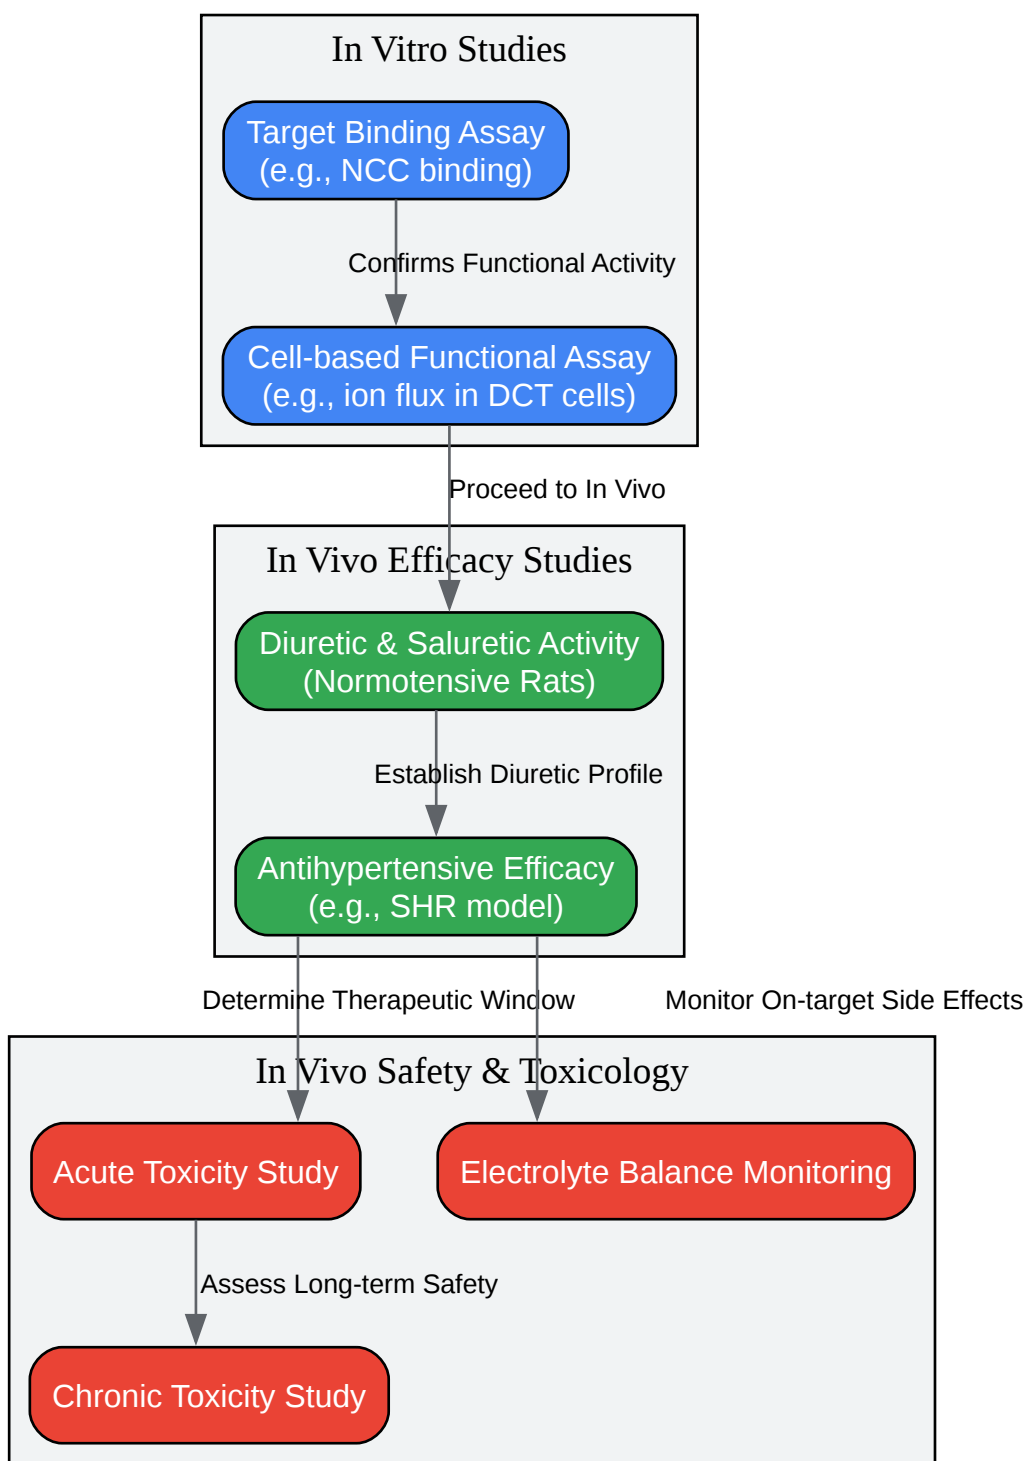 In Vitro Studies
Target Binding Assay
(e.g., NCC binding)
Confirms Functional Activity
Cell-based Functional Assay
(e.g., ion flux in DCT cells)
Proceed to In Vivo
In Vivo Efficacy Studies
Diuretic & Saluretic Activity
(Normotensive Rats)
Establish Diuretic Profile
Antihypertensive Efficacy
(e.g., SHR model)
Determine Therapeutic Window
Monitor On-target Side Effects
In Vivo Safety & Toxicology
Acute Toxicity Study
Electrolyte Balance Monitoring
Assess Long-term Safety
Chronic Toxicity Study